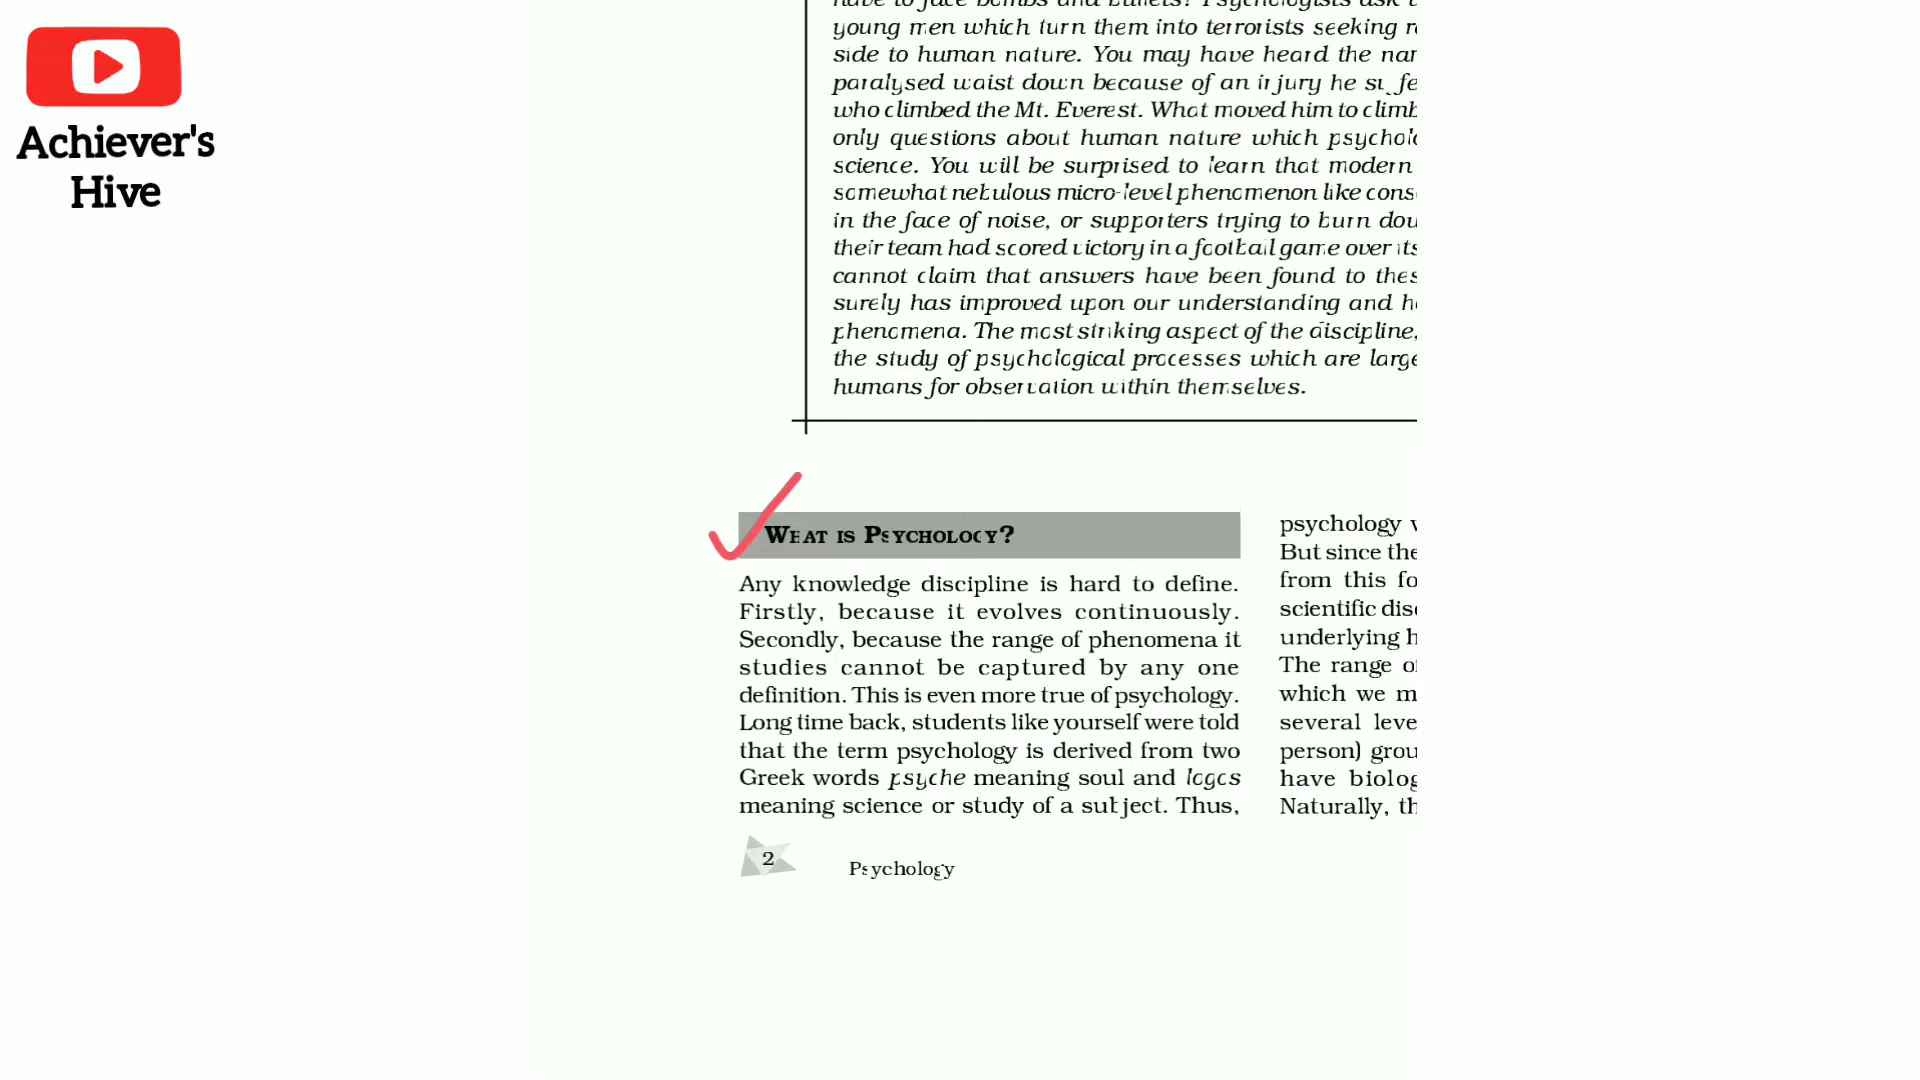 Achiever's
Hive
have to face bombs and bullets? Psychologists ask
young men which turn them into terrorists seeking
side to human nature. You may have heard the
paralysed waist down because of an injury he
who climbed the Mt. Everest. What moved him to climb
only questions about human nature which
science. You will be surprised to learn that modern
somewhat nebulous micro-level phenomenon like
in the face of noise, or supporters trying to burn
their team had scored victory in a football game over its
cannot claim that answers have been found to
surely has improved upon our understanding and
phenomena. The most striking aspect of the discipline,
the study of psychological processes which are
humans for observation within themselves.
WHAT IS PSYCHOLOGY?
Any knowledge discipline is hard to define.
Firstly, because it evolves continuously.
Secondly, because the range of phenomena it
studies cannot be captured by any one
definition. This is even more true of psychology.
Long time back, students like yourself were told
that the term psychology is derived from two
Greek words psyche meaning soul and logos
meaning science or study of a subject. Thus,
psychology
But since the
from this
scientific
underlying
The range
which we
several
person)
have
Naturally,
2
Psychology